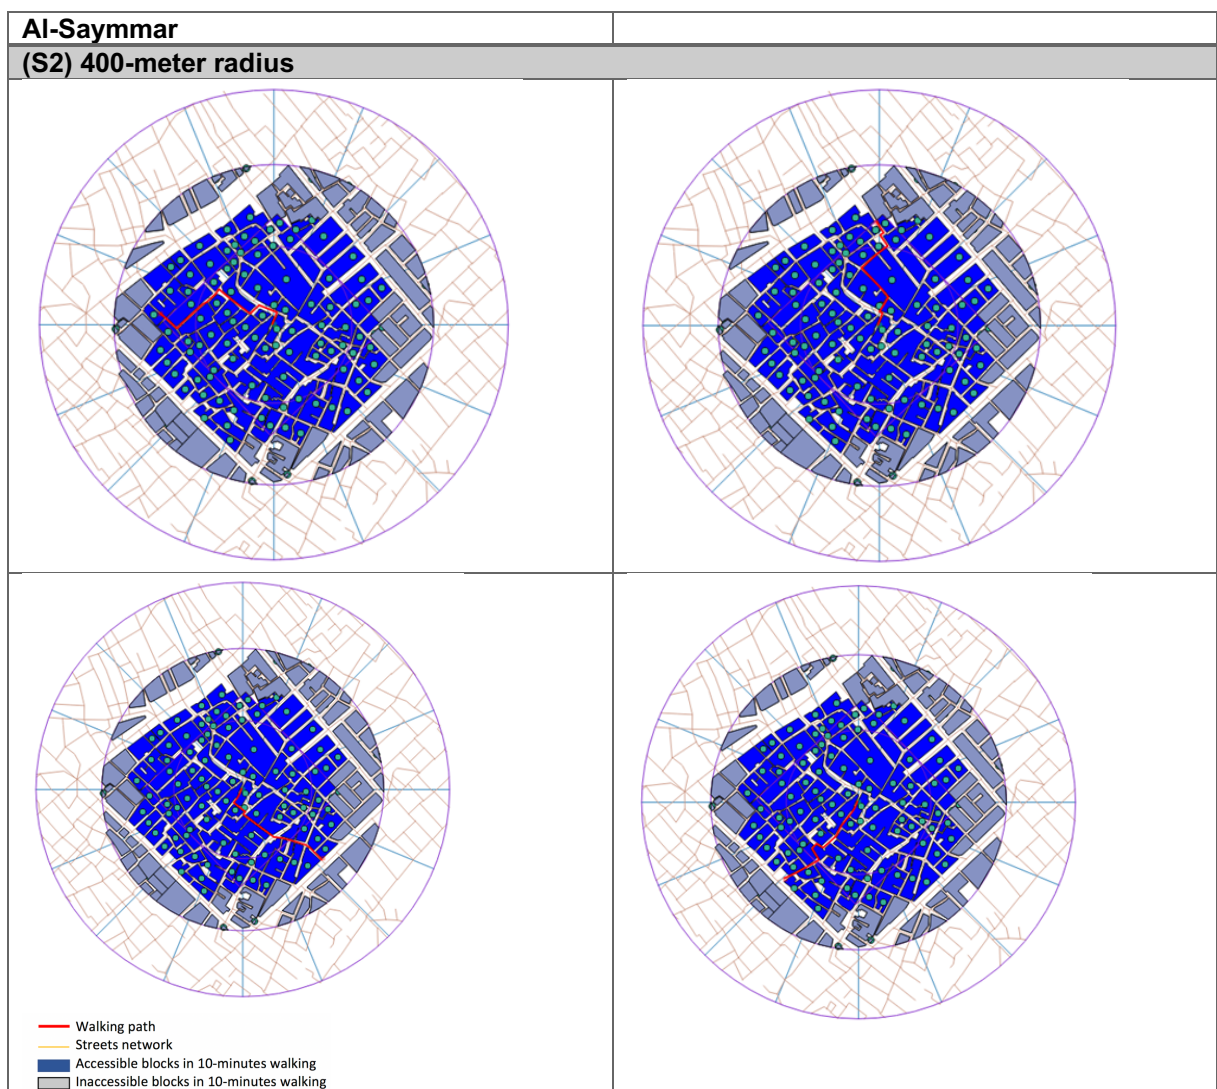 Al-Saymmar
(S2) 400-meter radius
Walking path
Streets network
Accessible blocks in 10-minutes walking
Inaccessible blocks in 10-minutes walking